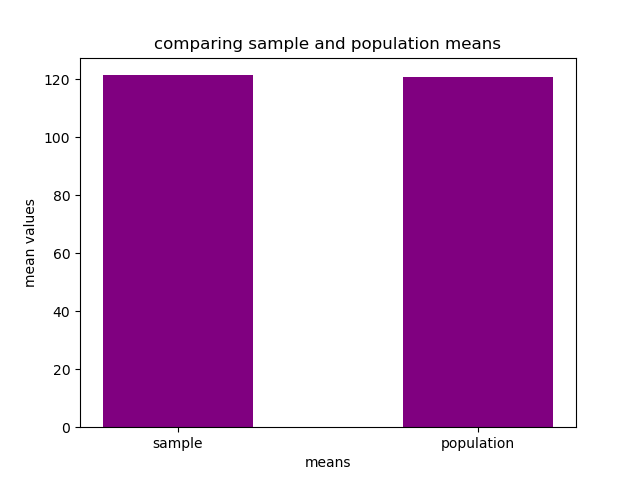 comparing sample and population means
120
100
80
60
40
20
0
mean values
sample
population
means